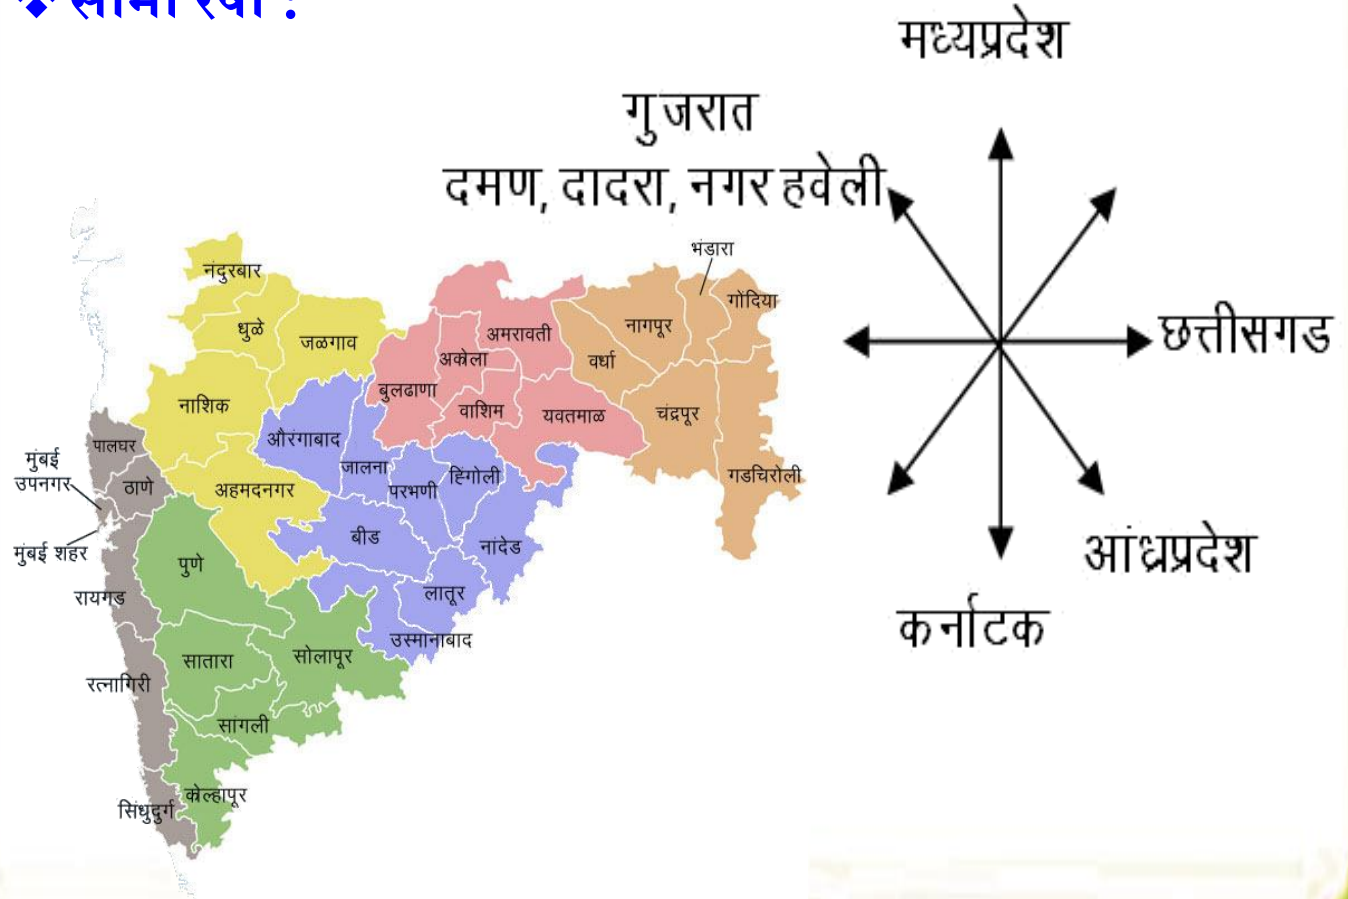 मध्यप्रदेश
गुजरात
दमण, दादरा, नगर हवेली
छत्तीसगड
आंध्रप्रदेश
कर्नाटक
भंडारा
नंदुरबार
गोंदिया
धुळे
जळगाव
अमरावती
नागपूर
अकोला
वर्धा
बुलढाणा
नाशिक
वाशिम
यवतमाळ
चंद्रपूर
औरंगाबाद
पालघर
जालना
मुंबई
उपनगर
ठाणे
अहमदनगर
परभणी
हिंगोली
गडचिरोली
बीड
नांदेड
मुंबई शहर
पुणे
रायगड
लातूर
उस्मानाबाद
सातारा
सोलापूर
रत्नागिरी
सांगली
कोल्हापूर
सिंधुदुर्ग